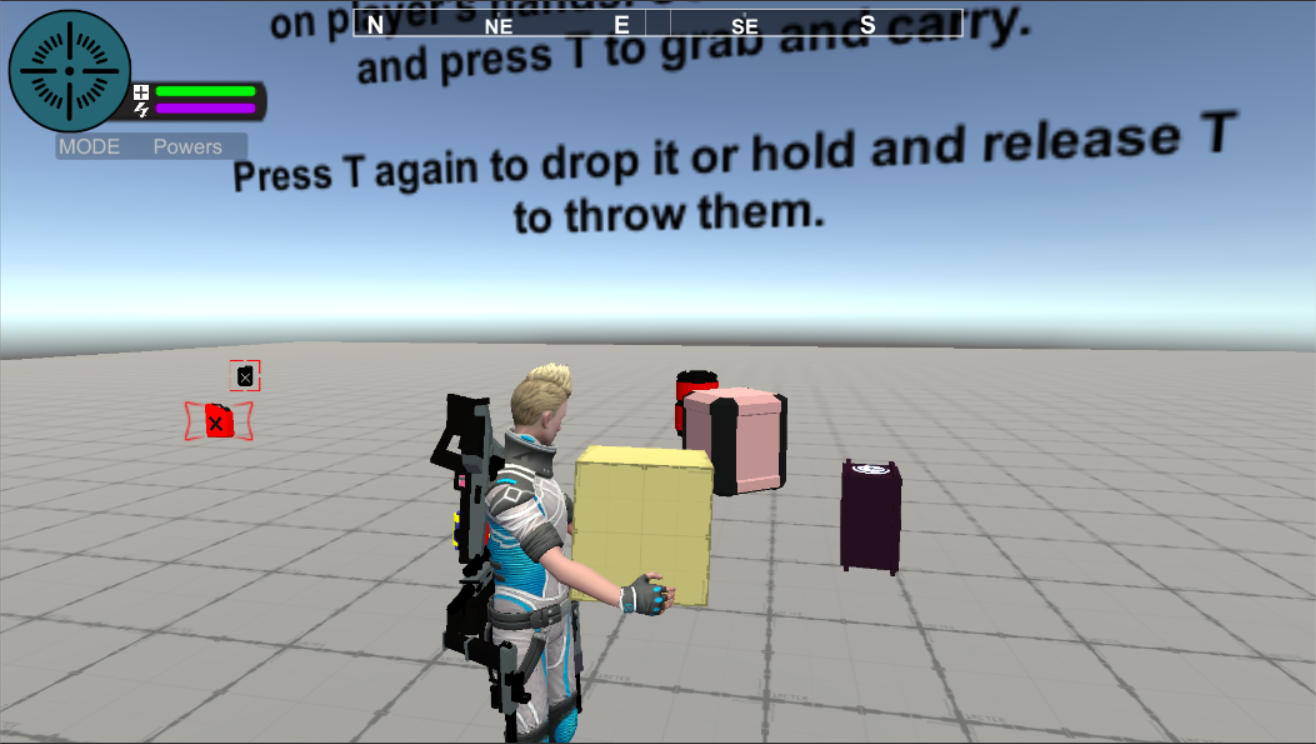 N NE E SE S
on player's hands.
and press T to grab and carry.
MODE Powers
Press T again to drop it or hold and release T
to throw them.